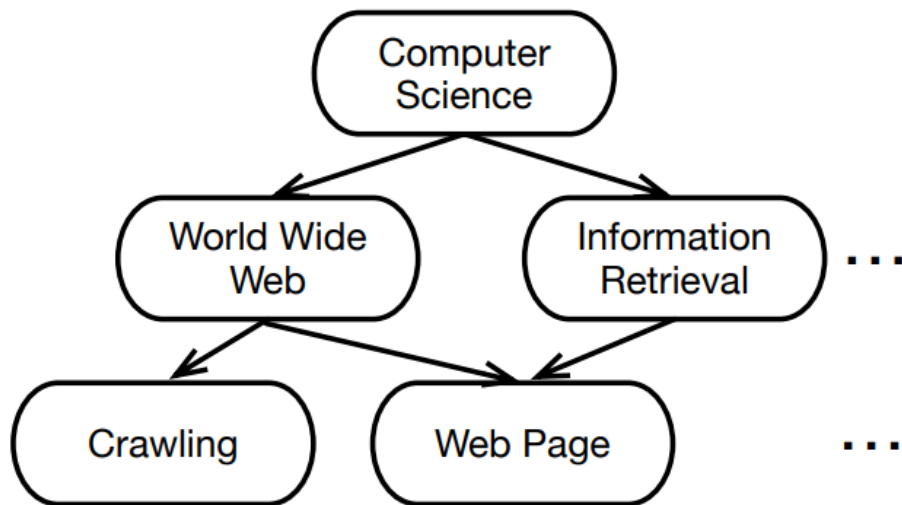 Computer
Science
World Wide
Web
Information
Retrieval
...
Crawling
Web Page
...